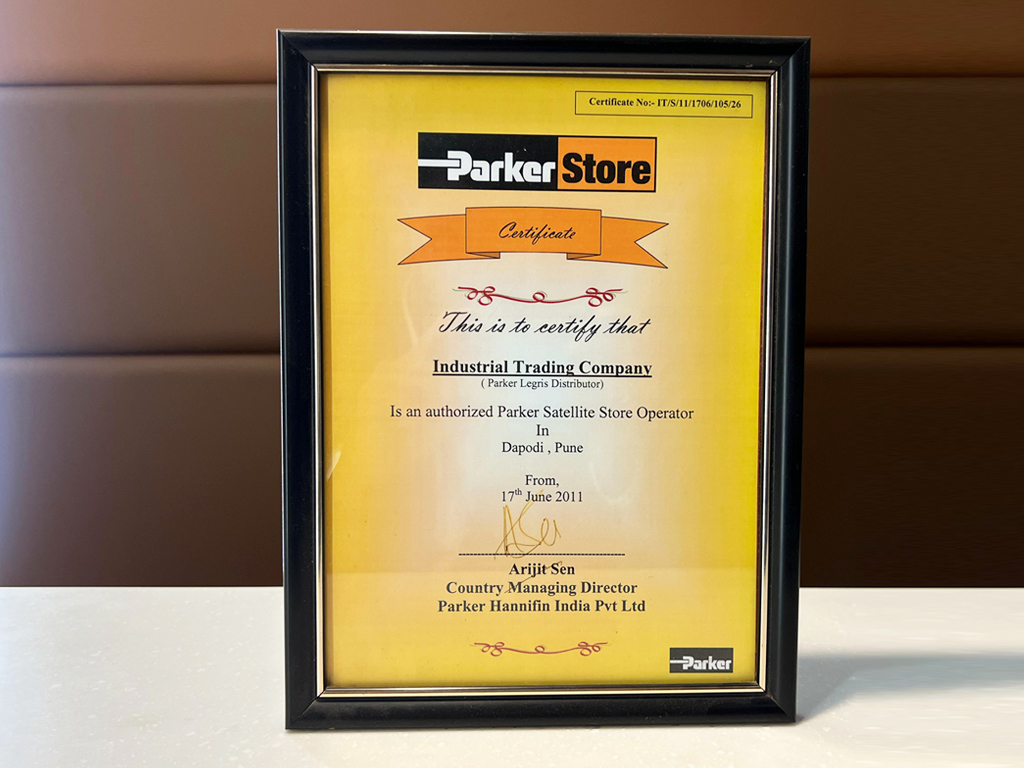 Certificate No:- IT/S/11/1706/105/26
Parker Store
Certificate
This is to certify that
Industrial Trading Company
( Parker Legris Distributor)
Is an authorized Parker Satellite Store Operator
In
Dapodi , Pune
From,
17th June 2011
ASen
Arijit Sen
Country Managing Director
Parker Hannifin India Pvt Ltd
Parker